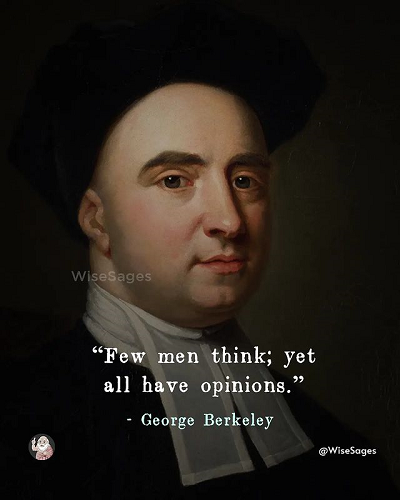 WiseSages
“Few men think; yet
all have opinions.”
- George Berkeley
@WiseSages